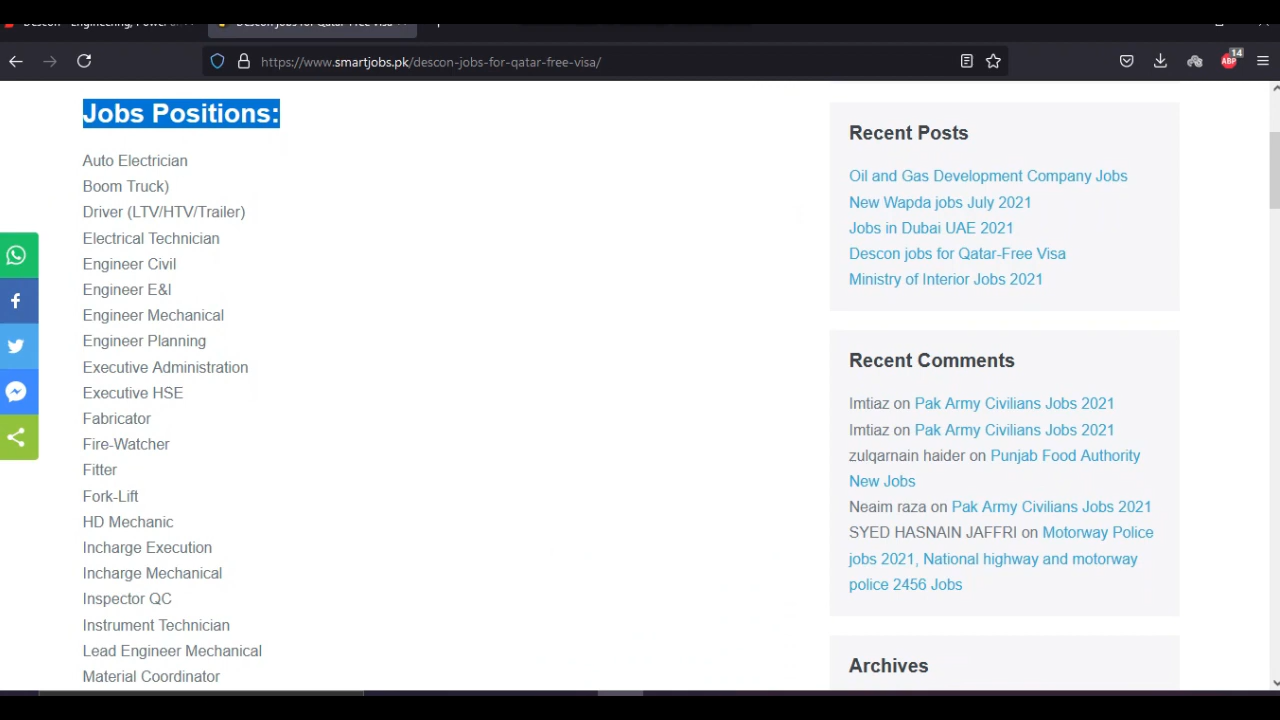 https://www.smartjobs.pk/descon-jobs-for-qatar-free-visa/
14
ABP
Jobs Positions:
Auto Electrician
Boom Truck)
Driver (LTV/HTV/Trailer)
Electrical Technician
Engineer Civil
Engineer E&I
Engineer Mechanical
Engineer Planning
Executive Administration
Executive HSE
Fabricator
Fire-Watcher
Fitter
Fork-Lift
HD Mechanic
Incharge Execution
Incharge Mechanical
Inspector QC
Instrument Technician
Lead Engineer Mechanical
Material Coordinator
Recent Posts
Oil and Gas Development Company Jobs
New Wapda jobs July 2021
Jobs in Dubai UAE 2021
Descon jobs for Qatar-Free Visa
Ministry of Interior Jobs 2021
Recent Comments
Imtiaz on Pak Army Civilians Jobs 2021
Imtiaz on Pak Army Civilians Jobs 2021
zulqarnain haider on Punjab Food Authority
New Jobs
Neaim raza on Pak Army Civilians Jobs 2021
SYED HASNAIN JAFFRI on Motorway Police
jobs 2021, National highway and motorway
police 2456 Jobs
Archives